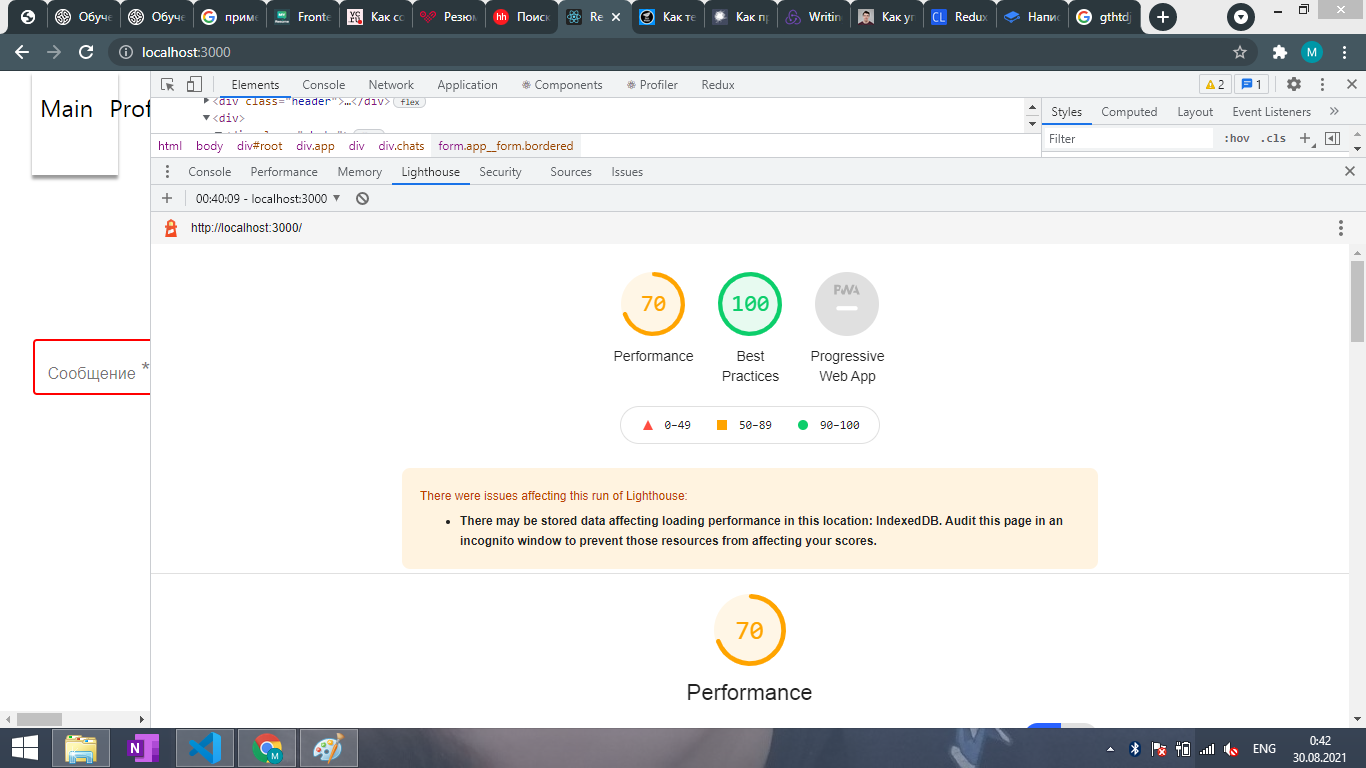 Обуче
Обуче
приме
Fronte
Как со
Резюм
Поиск
Re
Как те
Как пр
Writin
Как уп
Redux
Напис
gthtd
localhost:3000
M
Main Prof
Сообщение *
Elements Console Network Application Components Profiler Redux 2 1
<div class="header">…</div> flex
<div>
html body div#root div.app div div.chats form.app__form.bordered
Styles Computed Layout Event Listeners
Filter :hov .cls
Console Performance Memory Lighthouse Security Sources Issues
00:40:09 - localhost:3000
http://localhost:3000/
70 100 PWA
Performance
Best
Practices
Progressive
Web App
0–49 50–89 90–100
There were issues affecting this run of Lighthouse:
There may be stored data affecting loading performance in this location: IndexedDB. Audit this page in an
incognito window to prevent those resources from affecting your scores.
70
Performance
ENG
0:42
30.08.2021